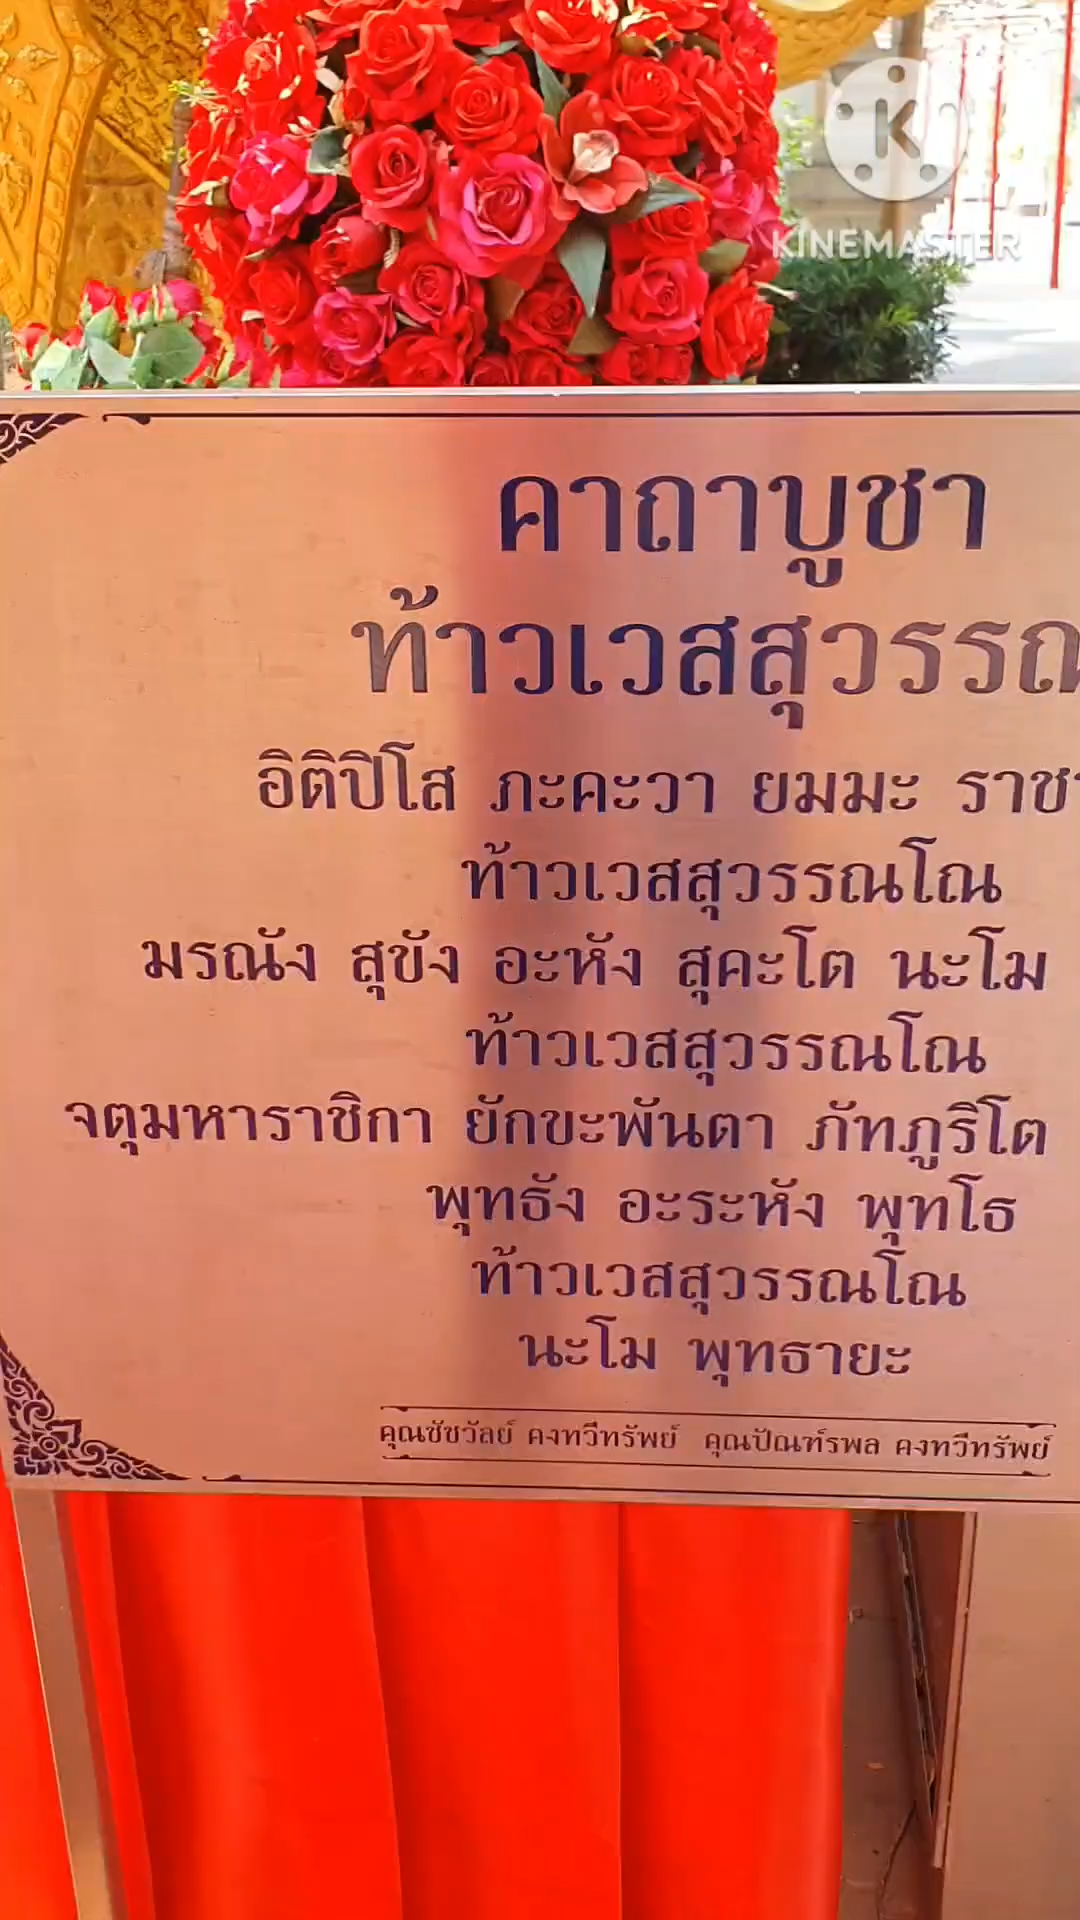 KINEMASTER
คาถาบูชา
ท้าวเวสสุวรรณ
อิติปิโส ภะคะวา ยมมะ ราชา
ท้าวเวสสุวรรณโณ
มรณัง สุขัง อะหัง สุคะโต นะโม
ท้าวเวสสุวรรณโณ
จตุมหาราชิกา ยักขะพันตา ภัทภูริโต
พุทธัง อะระหัง พุทโธ
ท้าวเวสสุวรรณโณ
นะโม พุทธายะ
คุณชัชวัลย์ คงทวีทรัพย์ คุณปัณฑ์รพล คงทวีทรัพย์